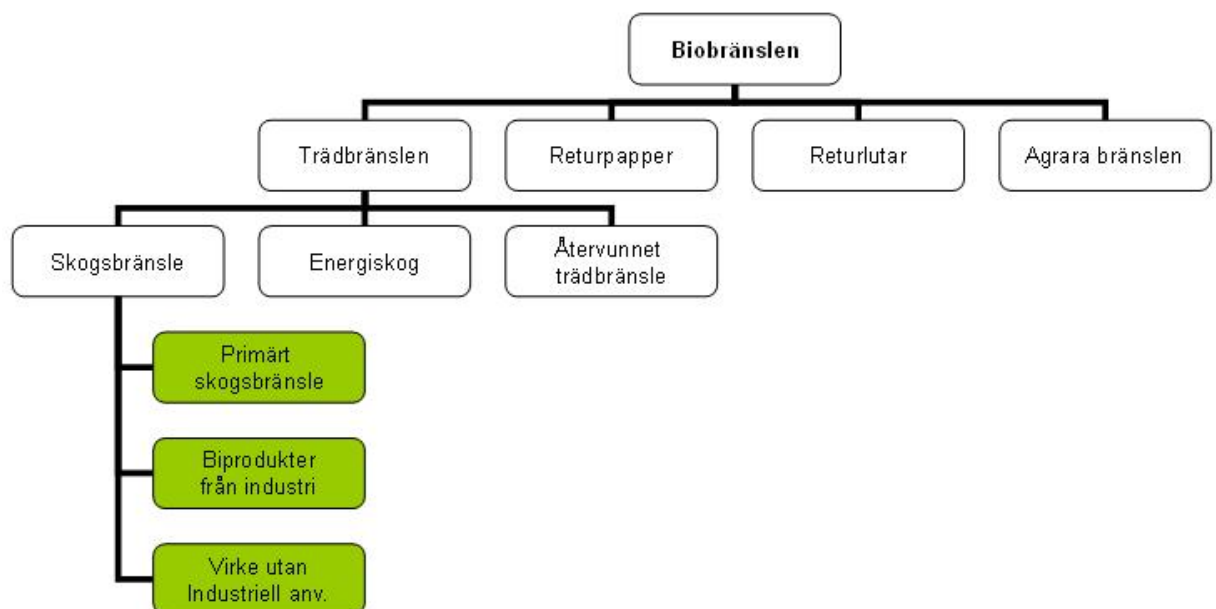 Biobränslen
Trädbränslen
Returpapper
Returlutar
Agrara bränslen
Skogsbränsle
Energiskog
Återvunnet
trädbränsle
Primärt
skogsbränsle
Biprodukter
från industri
Virke utan
Industriell anv.